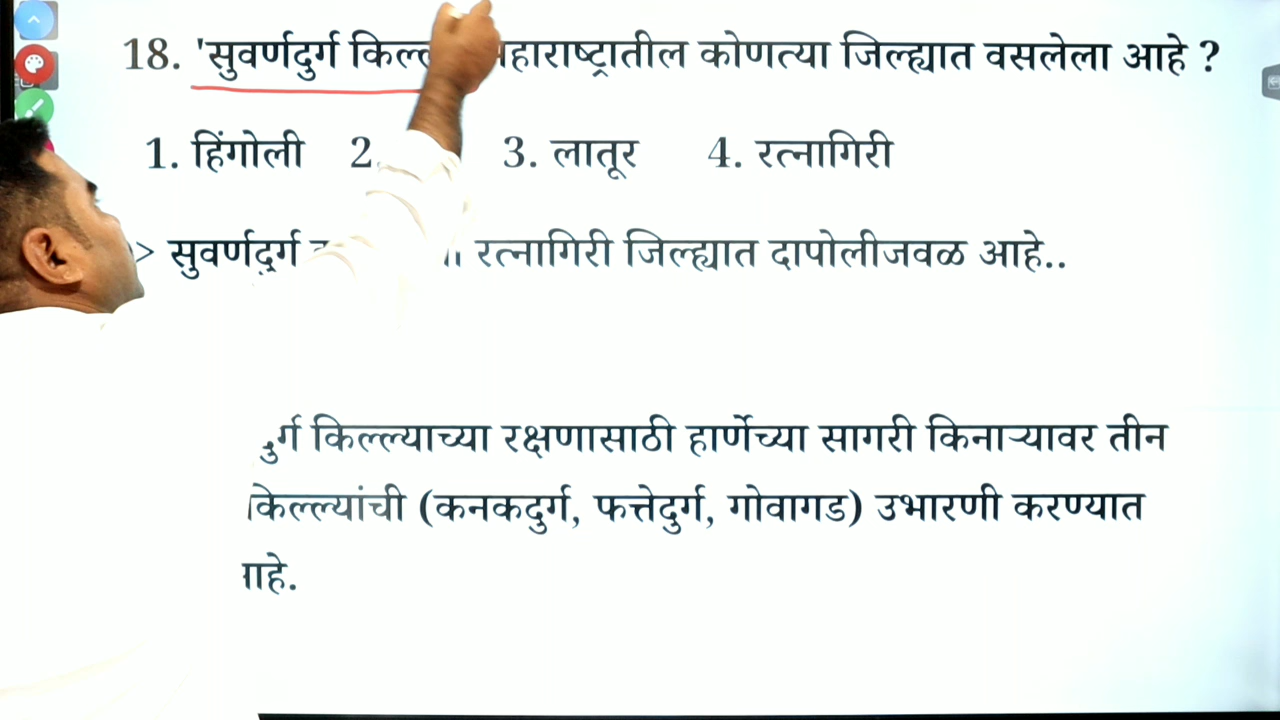 18. 'सुवर्णदुर्ग महाराष्ट्रातील कोणत्या जिल्ह्यात वसलेला आहे ?
1. हिंगोली 2. 3. लातूर 4. रत्नागिरी
> सुवर्णदुर्ग रत्नागिरी जिल्ह्यात दापोलीजवळ आहे..
किल्ल्याच्या रक्षणासाठी हार्णेच्या सागरी किनाऱ्यावर तीन
किल्ल्यांची (कनकदुर्ग, फत्तेदुर्ग, गोवागड) उभारणी करण्यात